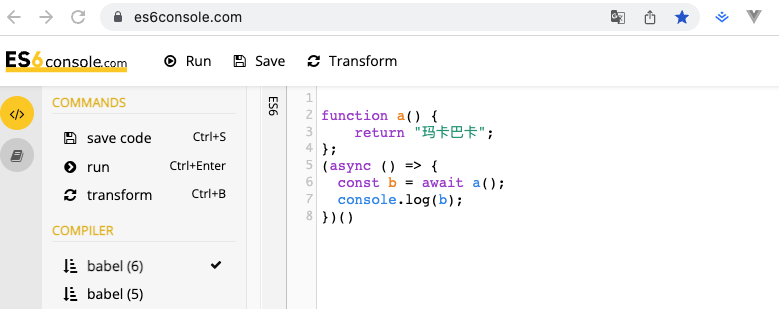 es6console.com
ES6console.com Run Save Transform
COMMANDS
save code Ctrl+S
run Ctrl+Enter
transform Ctrl+B
COMPILER
babel (6)
babel (5)
ES6
1
2 function a() {
3     return "玛卡巴卡";
4 };
5 (async () => {
6   const b = await a();
7   console.log(b);
8 })()